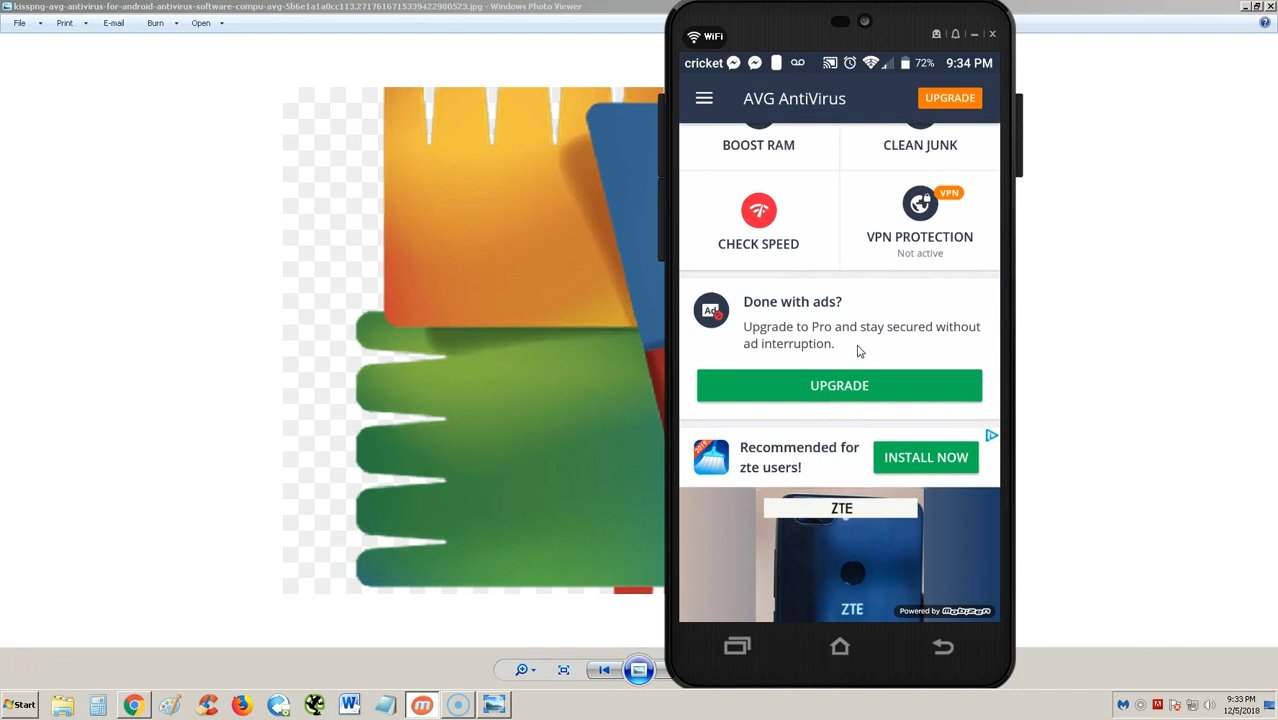 kisspng-avg-antivirus-for-android-antivirus-software-compu-avg-5b6e1a1a0cc113.2717616715339422980523.jpg - Windows Photo Viewer
File Print E-mail Burn Open
WiFi
cricket 72% 9:34 PM
AVG AntiVirus UPGRADE
BOOST RAM CLEAN JUNK
VPN
CHECK SPEED VPN PROTECTION
Not active
Done with ads?
Ad
Upgrade to Pro and stay secured without
ad interruption.
UPGRADE
Recommended for
zte users!
INSTALL NOW
ZTE
ZTE
Powered by mobizen
Start
9:33 PM
12/5/2018